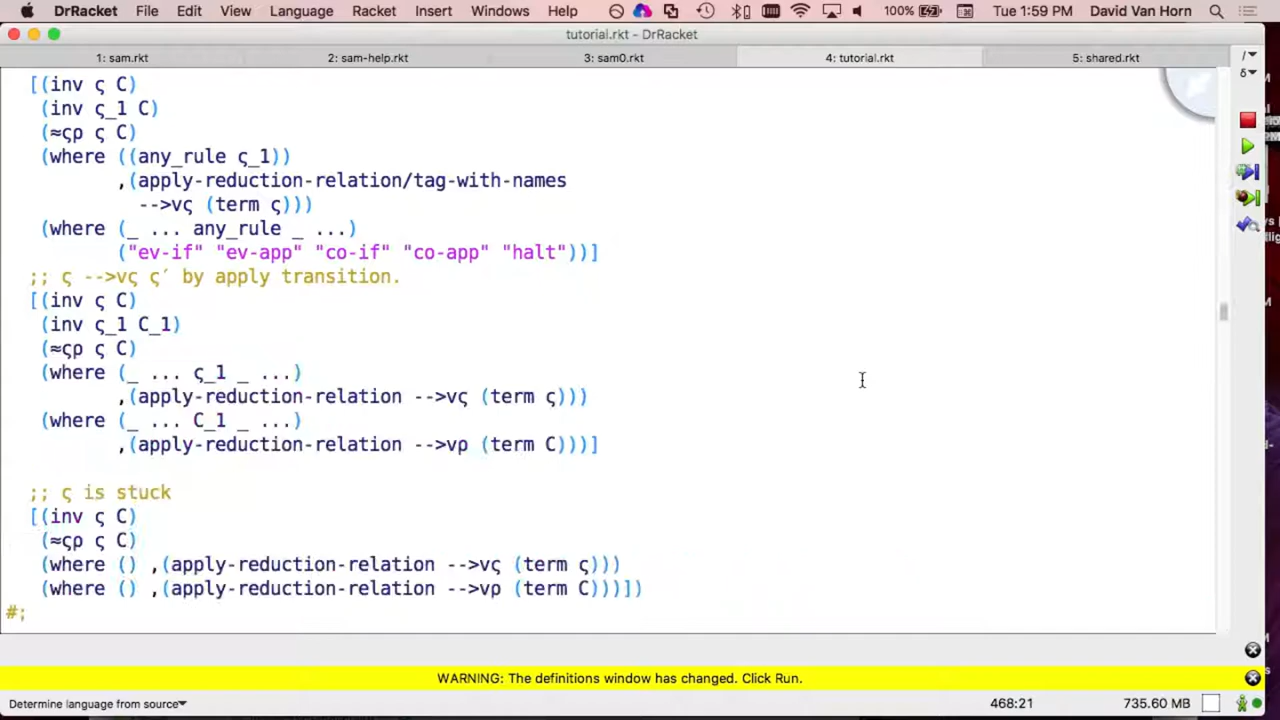 DrRacket File Edit View Language Racket Insert Windows Help 100% Tue 1:59 PM David Van Horn
tutorial.rkt - DrRacket
1: sam.rkt 2: sam-help.rkt 3: sam0.rkt 4: tutorial.rkt 5: shared.rkt
[(inv ς C)
(inv ς_1 C)
(≈ςρ ς C)
(where ((any_rule ς_1))
,(apply-reduction-relation/tag-with-names
-->vς (term ς)))
(where (_ ... any_rule _ ...)
("ev-if" "ev-app" "co-if" "co-app" "halt"))]
;; ς -->vς ς′ by apply transition.
[(inv ς C)
(inv ς_1 C_1)
(≈ςρ ς C)
(where (_ ... ς_1 _ ...)
,(apply-reduction-relation -->vς (term ς)))
(where (_ ... C_1 _ ...)
,(apply-reduction-relation -->vρ (term C)))]
;; ς is stuck
[(inv ς C)
(≈ςρ ς C)
(where () ,(apply-reduction-relation -->vς (term ς)))
(where () ,(apply-reduction-relation -->vρ (term C)))])
#;
WARNING: The definitions window has changed. Click Run.
Determine language from source 468:21 735.60 MB